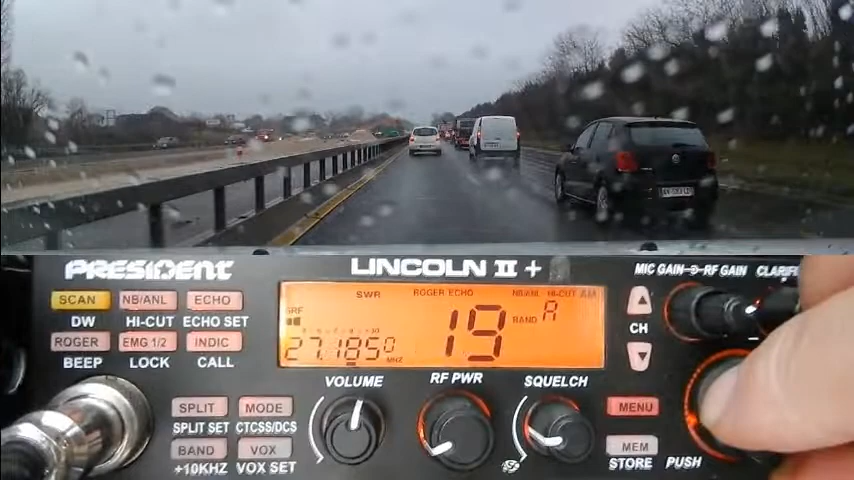 PRESIDENT LINCOLN II + MIC GAIN RF GAIN CLARIF
SCAN NB/ANL ECHO
DW HI-CUT ECHO SET
ROGER EMG 1/2 INDIC
BEEP LOCK CALL
SWR ROGER ECHO NB/ANL HI-CUT AM
SRF
19 BAND A
27.1850 MHZ
CH
VOLUME RF PWR SQUELCH
SPLIT MODE MENU
SPLIT SET CTCSS/DCS
BAND VOX MEM
+10KHZ VOX SET STORE PUSH